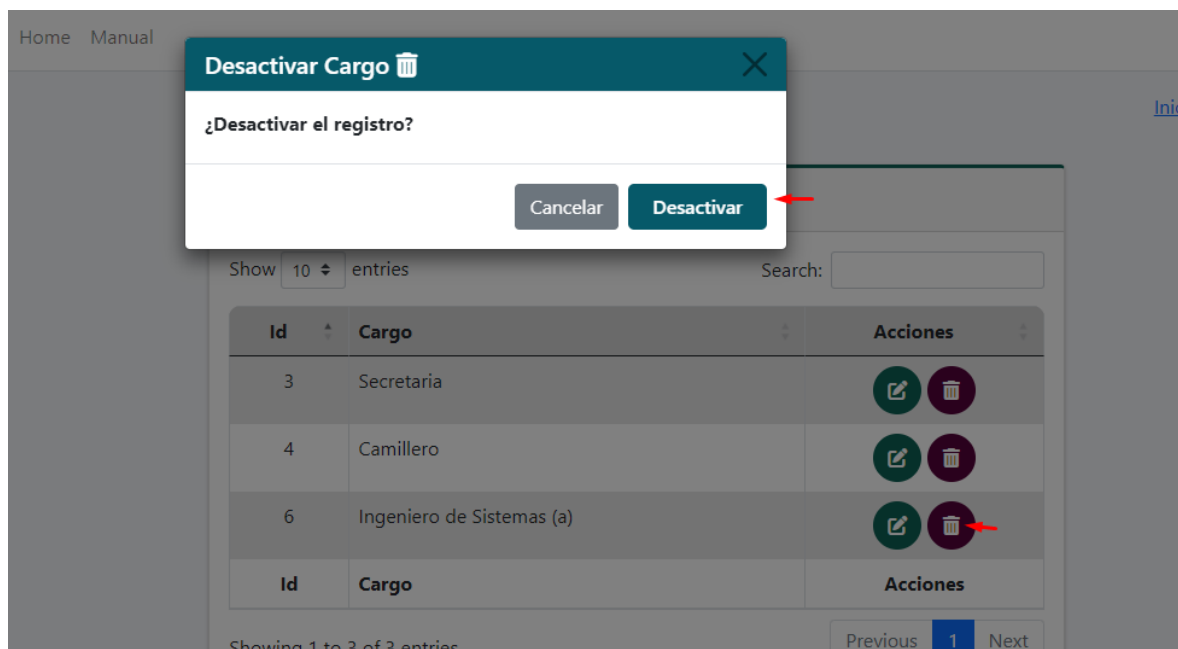 Home Manual
Desactivar Cargo
¿Desactivar el registro?
Cancelar Desactivar
Show 10 entries Search:
Id Cargo Acciones
3 Secretaria
4 Camillero
6 Ingeniero de Sistemas (a)
Id Cargo Acciones
Showing 1 to 3 of 3 entries
Previous 1 Next